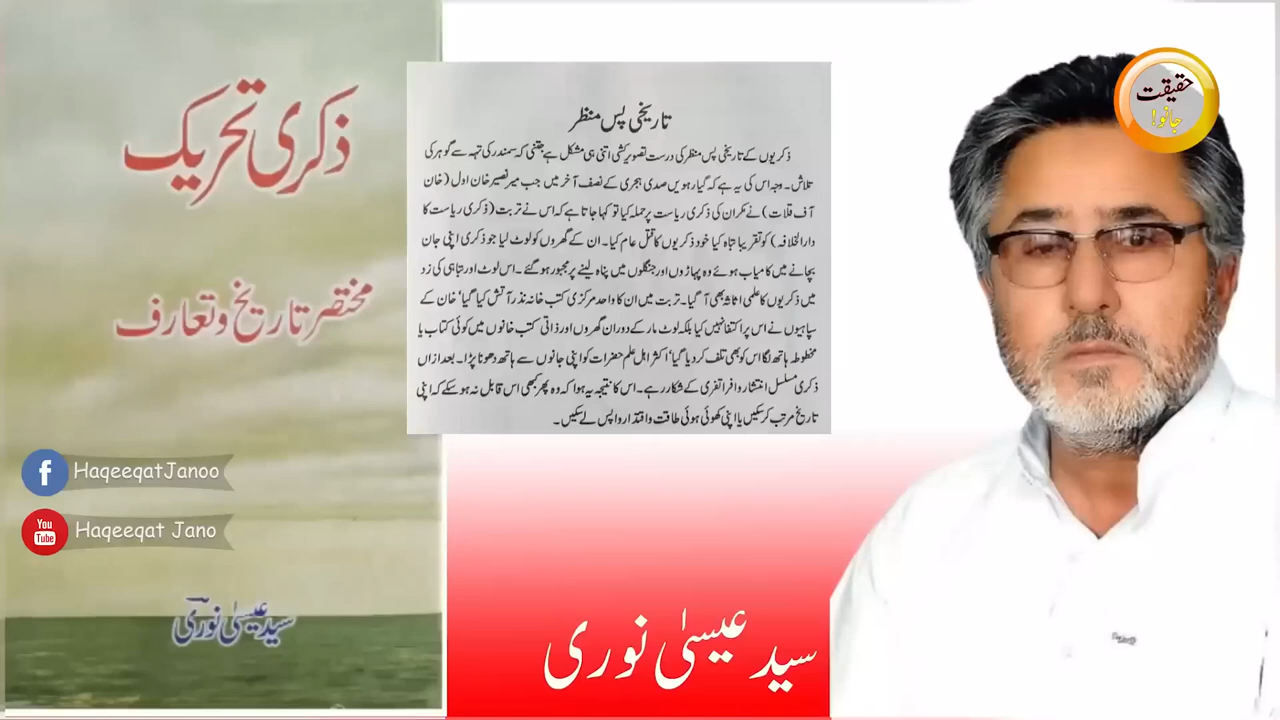 ذکری تحریک
مختصر تاریخ و تعارف
سید عیسیٰ نوری
HaqeeqatJanoo
You
Tube
Haqeeqat Jano
تاریخی پس منظر
ذکریوں کے تاریخی پس منظر کی درست تصویر کشی اتنی ہی مشکل ہے جتنی کہ سمندر کی تہہ سے گوہر کی
تلاش۔ وجہ اس کی یہ ہے کہ گیارہویں صدی ہجری کے نصف آخر میں جب میر نصیر خان اول (خان
آف قلات) نے مکران کی ذکری ریاست پر حملہ کیا تو کہا جاتا ہے کہ اس نے تربت (ذکری ریاست کا
دارالخلافہ) کو تقریبا تباہ کیا خود ذکریوں کا قتل عام کیا۔ ان کے گھروں کو لوٹ لیا جو ذکری اپنی جان
بچانے میں کامیاب ہوئے وہ پہاڑوں اور جنگلوں میں پناہ لینے پر مجبور ہو گئے۔ اس لوٹ اور تباہی کی زد
میں ذکریوں کا علمی اثاثہ بھی آ گیا۔ تربت میں ان کا واحد مرکزی کتب خانہ نذر آتش کیا گیا‘ خان کے
سپاہیوں نے اس پر اکتفا نہیں کیا بلکہ لوٹ مار کے دوران گھروں اور ذاتی کتب خانوں میں کوئی کتاب یا
مخطوطہ ہاتھ لگا اس کو بھی تلف کر دیا گیا‘ اکثر اہل علم حضرات کو اپنی جانوں سے ہاتھ دھونا پڑا۔ بعد ازاں
ذکری مسلسل انتشار و افراتفری کے شکار رہے۔ اس کا نتیجہ یہ ہوا کہ وہ پھر کبھی اس قابل نہ ہو سکے کہ اپنی
تاریخ مرتب کر سکیں یا اپنی کھوئی ہوئی طاقت و اقتدار واپس لے سکیں۔
سید عیسیٰ نوری
حقیقت
جانو!